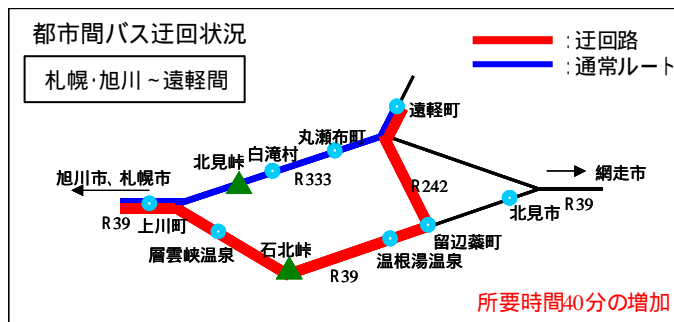 都市間バス迂回状況
札幌･旭川～遠軽間
:迂回路
:通常ルート
遠軽町
丸瀬布町
白滝村
北見峠
R333
旭川市、札幌市
網走市
R242
R39
北見市
R39
上川町
層雲峡温泉
石北峠
R39
温根湯温泉
留辺蘂町
所要時間40分の増加